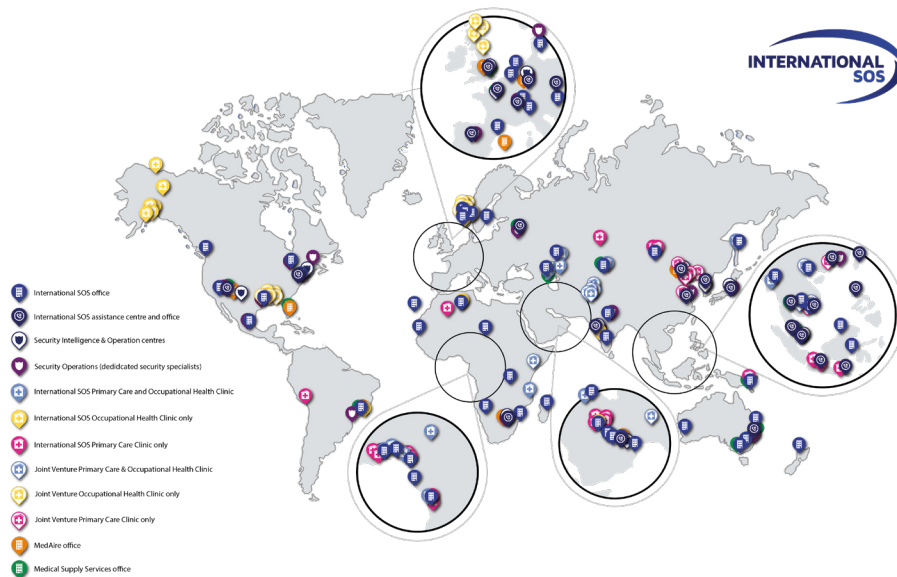 INTERNATIONAL
SOS
International SOS office
International SOS assistance centre and office
Security Intelligence & Operation centres
Security Operations (dedidcated security specialists)
International SOS Primary Care and Occupational Health Clinic
International SOS Occupational Health Clinic only
International SOS Primary Care Clinic only
Joint Venture Primary Care & Occupational Health Clinic
Joint Venture Occupational Health Clinic only
Joint Venture Primary Care Clinic only
MedAire office
Medical Supply Services office